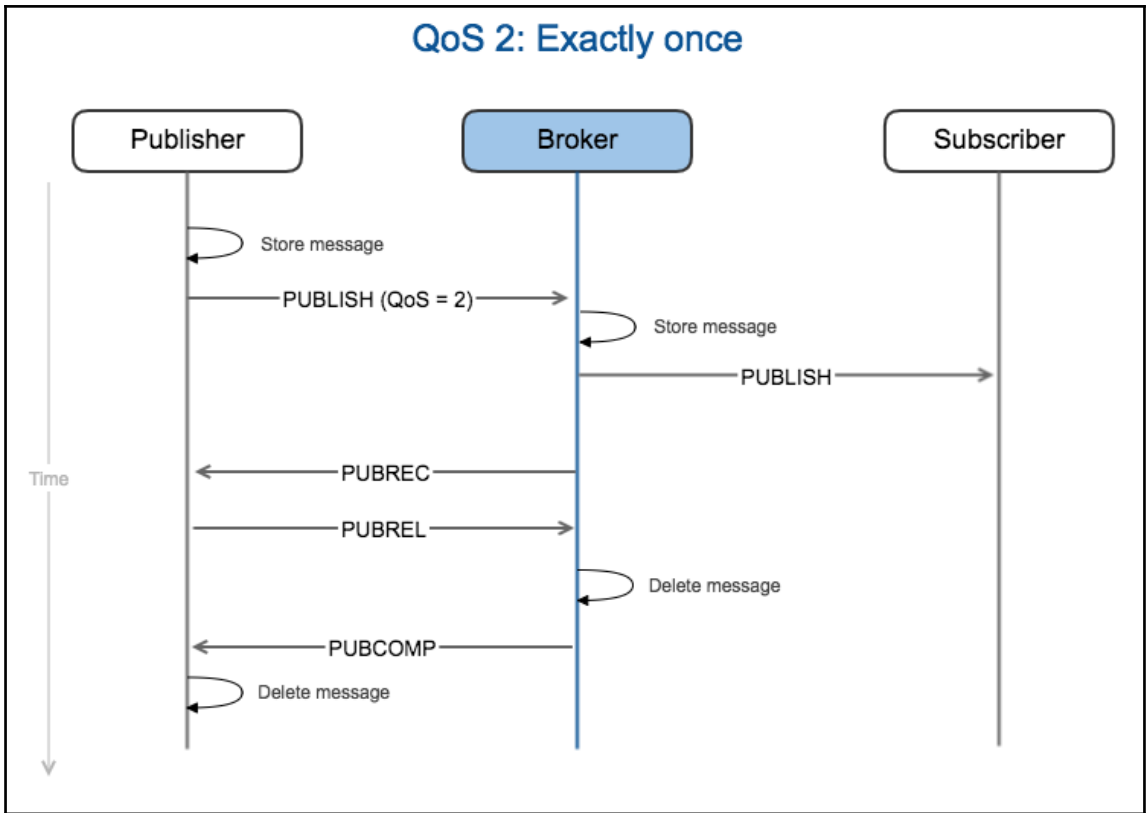 QoS 2: Exactly once
Publisher
Broker
Subscriber
Store message
PUBLISH (QoS = 2)
Store message
PUBLISH
PUBREC
Time
PUBREL
Delete message
PUBCOMP
Delete message